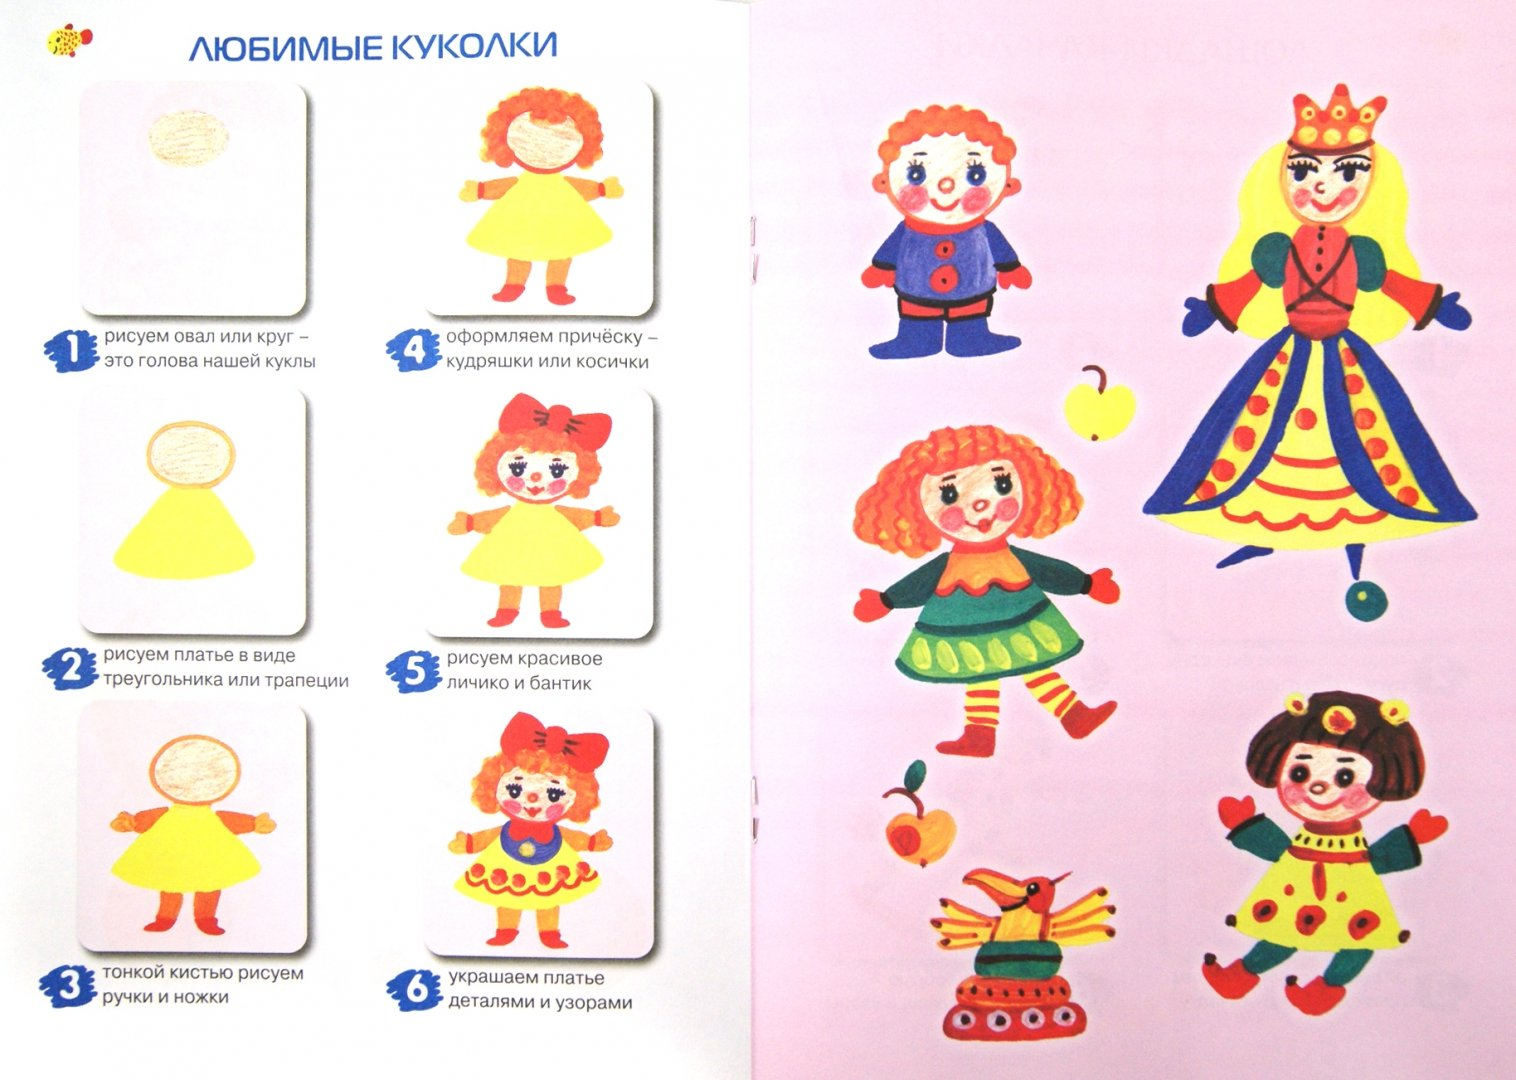 ЛЮБИМЫЕ КУКОЛКИ
1
рисуем овал или круг –
это голова нашей куклы
2
рисуем платье в виде
треугольника или трапеции
3
тонкой кистью рисуем
ручки и ножки
4
оформляем причёску –
кудряшки или косички
5
рисуем красивое
личико и бантик
6
украшаем платье
деталями и узорами